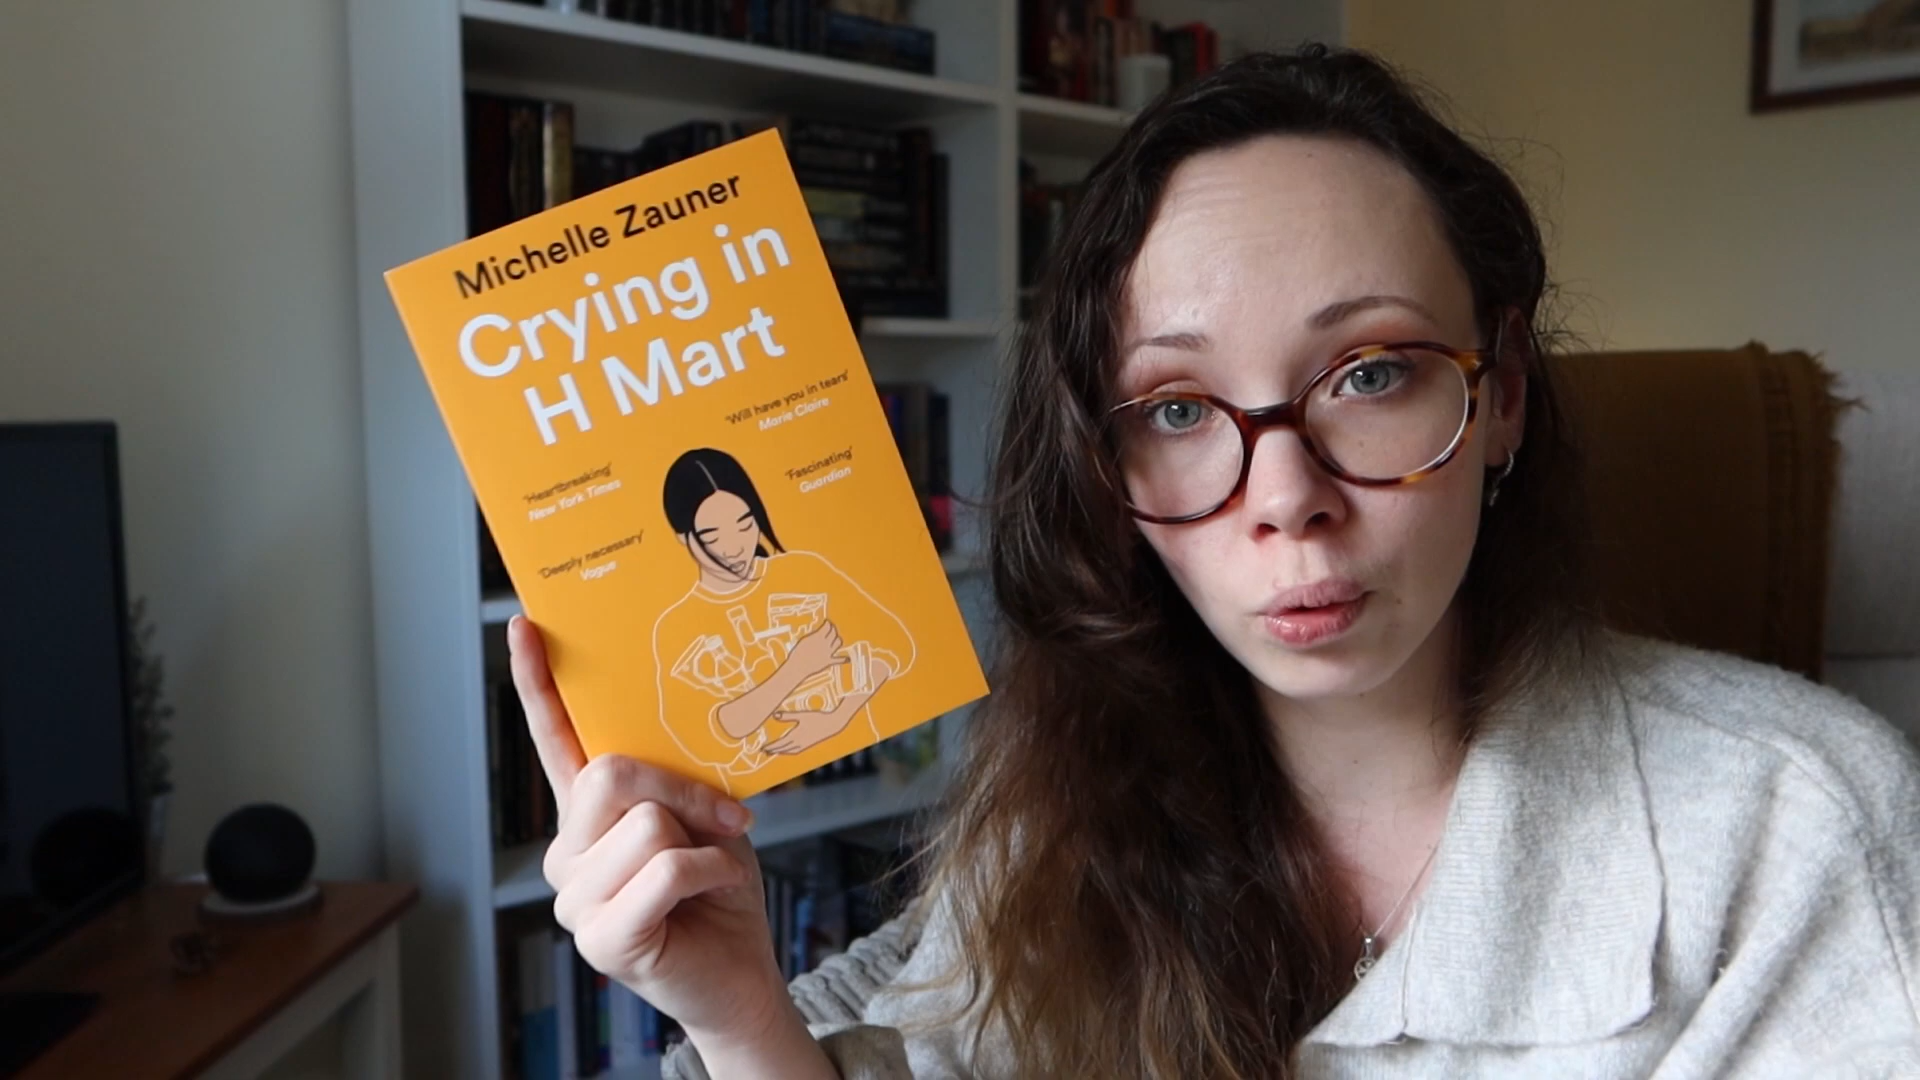 Michelle Zauner
Crying in
H Mart
'Will have you in tears'
Marie Claire
'Heartbreaking'
New York Times
'Fascinating'
Guardian
'Deeply necessary'
Vogue